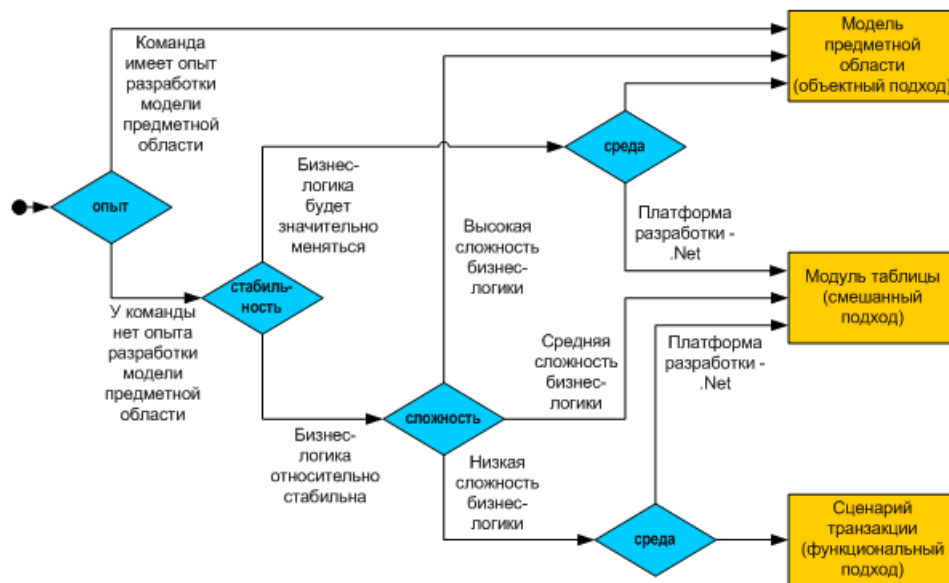 Команда
имеет опыт
разработки
модели
предметной
области
Модель
предметной
области
(объектный подход)
среда
опыт
Бизнес-
логика
будет
значительно
меняться
Высокая
сложность
бизнес-
логики
Платформа
разработки -
.Net
стабиль-
ность
Модуль таблицы
(смешанный
подход)
У команды
нет опыта
разработки
модели
предметной
области
Средняя
сложность
бизнес-
логики
Платформа
разработки -
.Net
сложность
Бизнес-
логика
относительно
стабильна
Низкая
сложность
бизнес-
логики
среда
Сценарий
транзакции
(функциональный
подход)